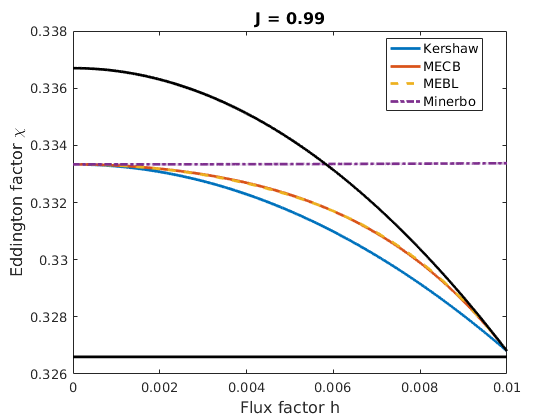 J = 0.99
Kershaw
MECB
MEBL
Minerbo
Eddington factor χ
0.338
0.336
0.334
0.332
0.33
0.328
0.326
0
0.002
0.004
0.006
0.008
0.01
Flux factor h